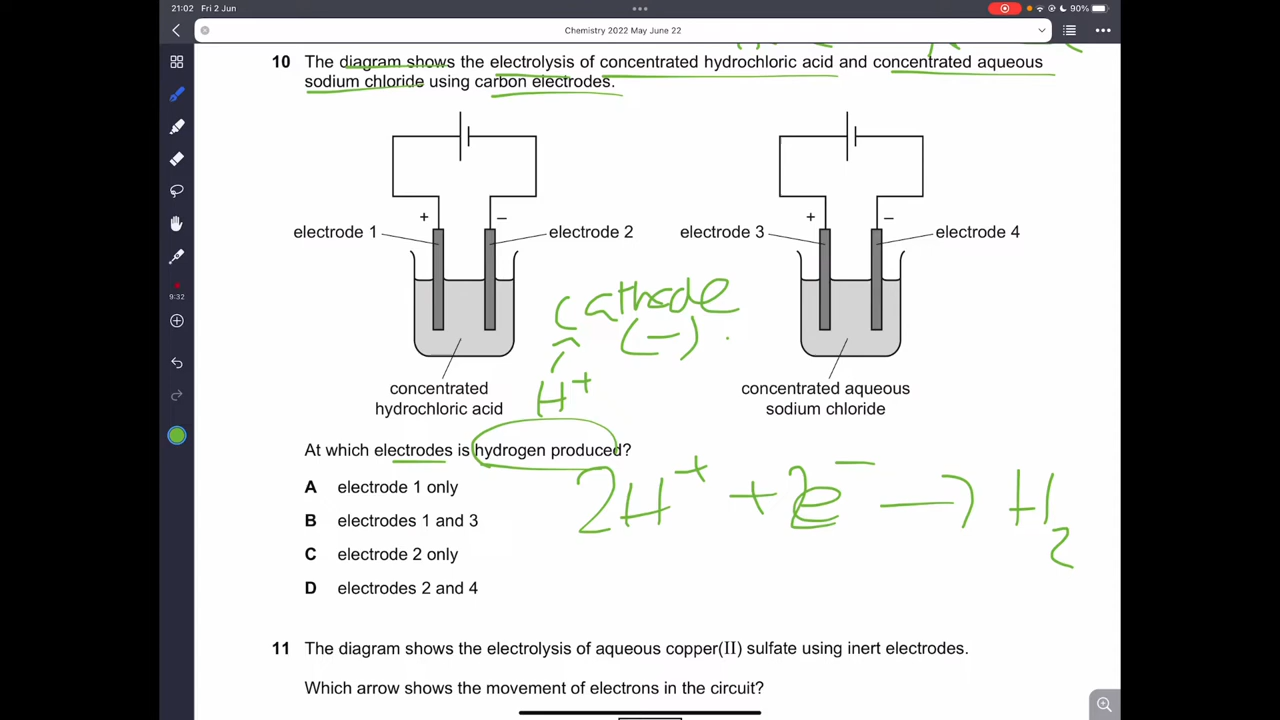 21:02 Fri 2 Jun
90%
Chemistry 2022 May June 22
10 The diagram shows the electrolysis of concentrated hydrochloric acid and concentrated aqueous
sodium chloride using carbon electrodes.
+ –
+ –
electrode 1
electrode 2
electrode 3
electrode 4
cathode
(−)
H+
concentrated
hydrochloric acid
concentrated aqueous
sodium chloride
9:32
At which electrodes is hydrogen produced?
2H+ + 2e− → H2
A electrode 1 only
B electrodes 1 and 3
C electrode 2 only
D electrodes 2 and 4
11 The diagram shows the electrolysis of aqueous copper(II) sulfate using inert electrodes.
Which arrow shows the movement of electrons in the circuit?